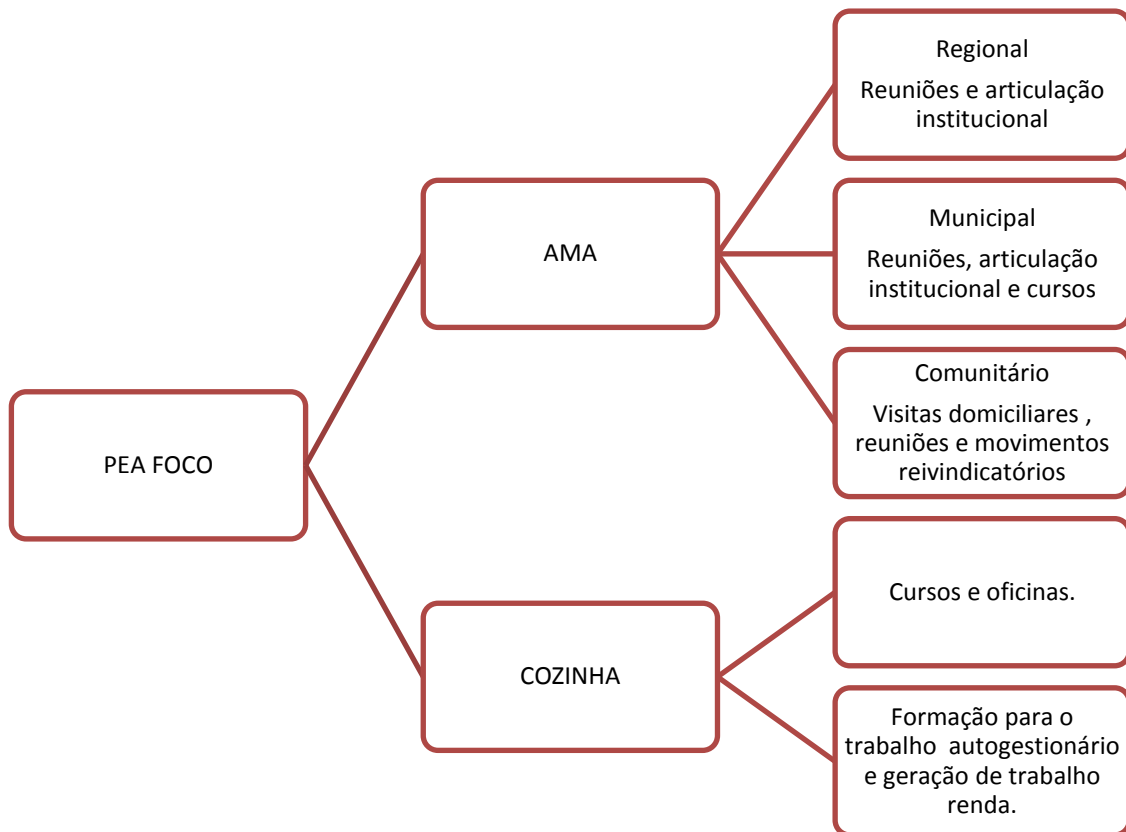 Regional
Reuniões e articulação
institucional
Municipal
Reuniões, articulação
institucional e cursos
AMA
Comunitário
Visitas domiciliares ,
reuniões e movimentos
reivindicatórios
PEA FOCO
Cursos e oficinas.
COZINHA
Formação para o
trabalho autogestionário
e geração de trabalho
renda.